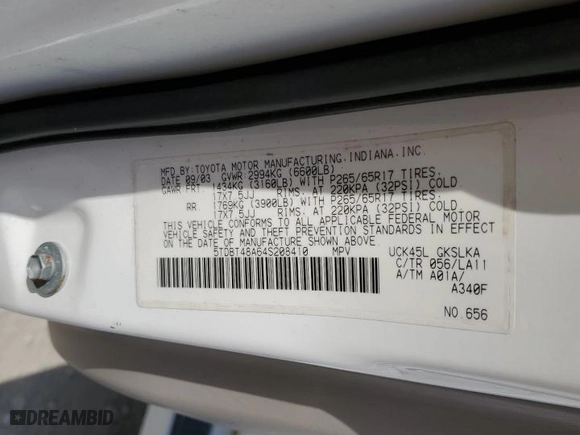 MFD.BY:TOYOTA MOTOR MANUFACTURING,INDIANA,INC.
DATE 09/03 GVWR 2994KG (6600LB)
GAWR FRT 1434KG (3160LB) WITH P265/65R17 TIRES,
17X7.5JJ RIMS, AT 220KPA (32PSI) COLD
RR 1769KG (3900LB) WITH P265/65R17 TIRES,
17X7.5JJ RIMS, AT 220KPA (32PSI) COLD
THIS VEHICLE CONFORMS TO ALL APPLICABLE FEDERAL MOTOR
VEHICLE SAFETY AND THEFT PREVENTION STANDARDS IN EFFECT
ON THE DATE OF MANUFACTURE SHOWN ABOVE.
5TDBT48A64S208410 MPV
UCK45L GKSLKA
C/TR 056/LA11
A/TM A01A/
A340F
NO.656
DREAMBID